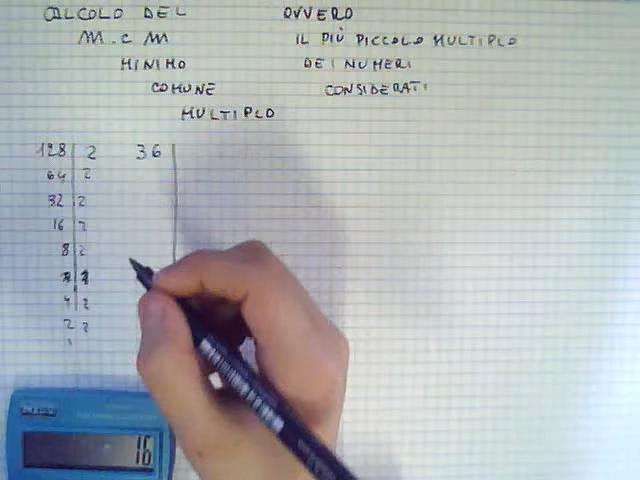 CALCOLO DEL OVVERO
M.C M IL PIÙ PICCOLO MULTIPLO
MINIMO DEI NUMERI
COMUNE CONSIDERATI
MULTIPLO
128 2 36
64 2
32 2
16 2
8 2
4 2
2 2
1
16